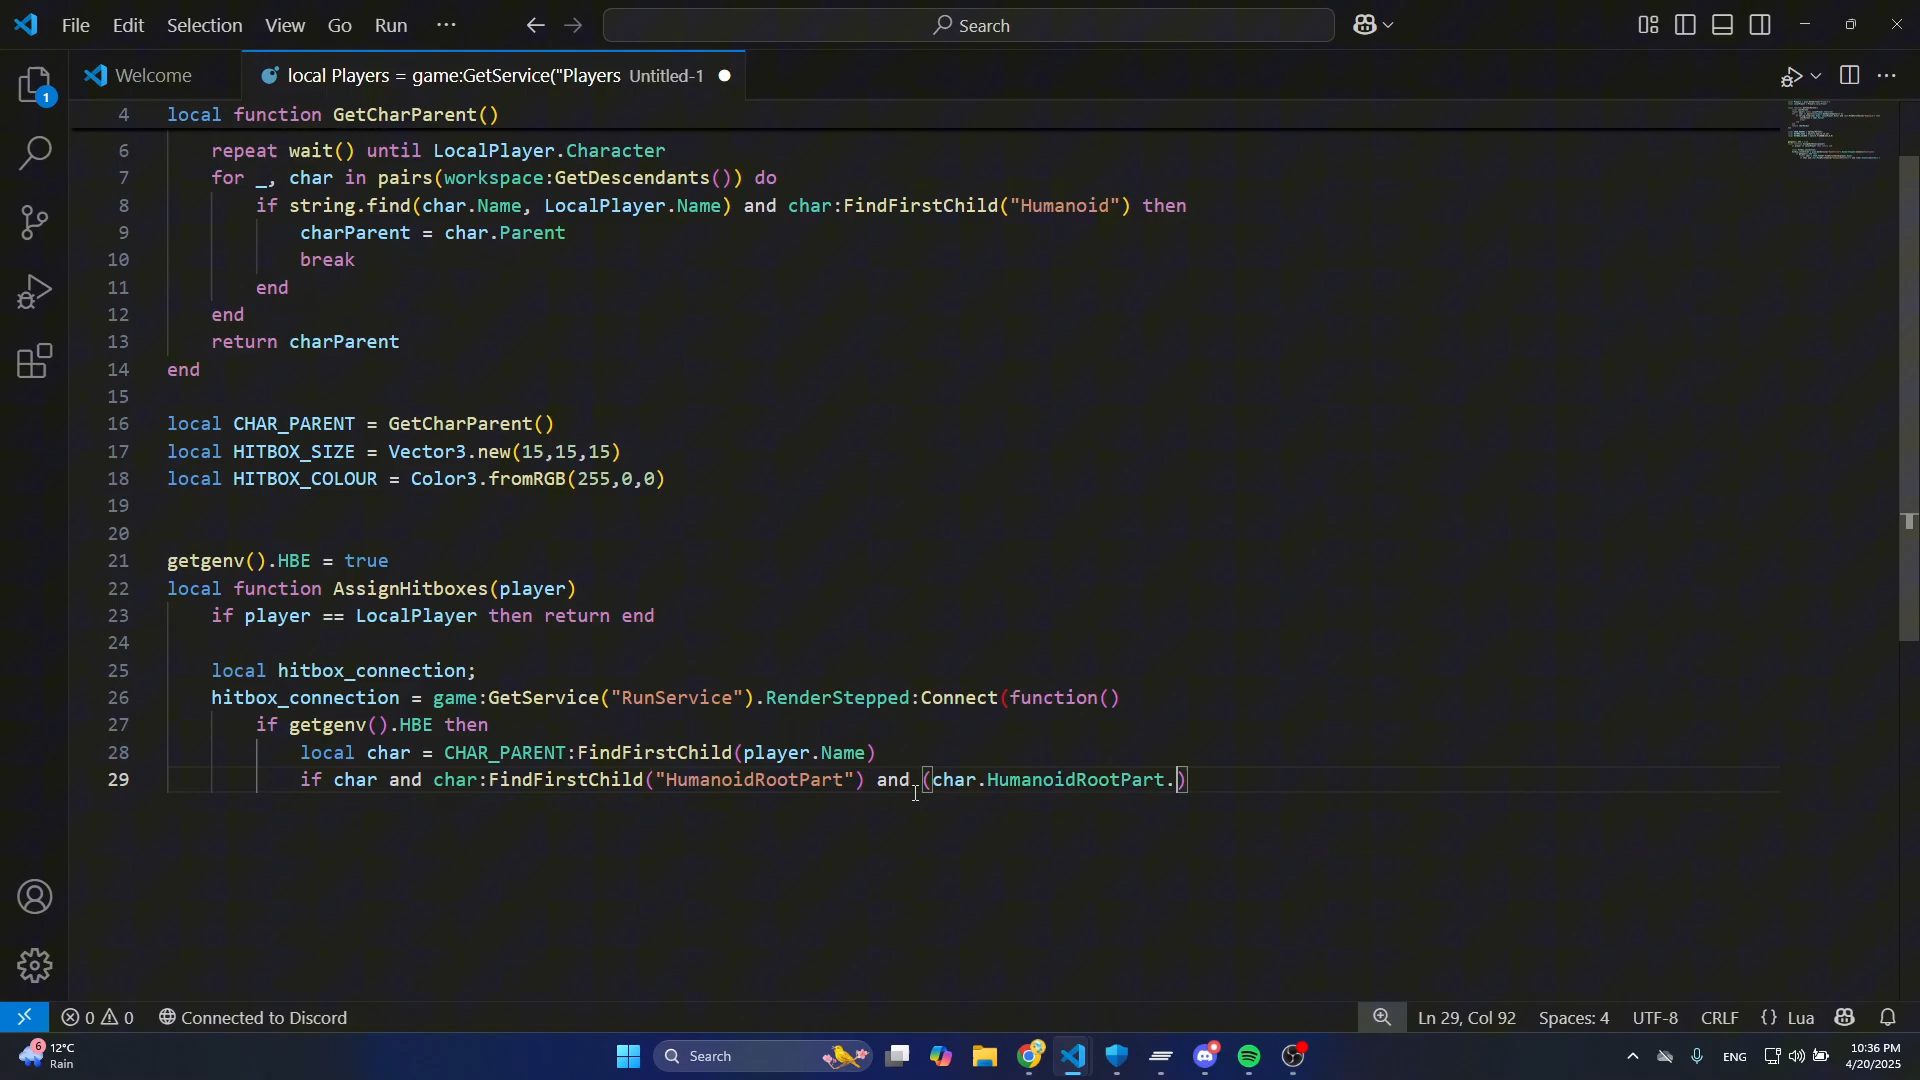 File Edit Selection View Go Run ··· Search
Welcome local Players = game:GetService("Players Untitled-1
1
4 local function GetCharParent()
6 repeat wait() until LocalPlayer.Character
7 for _, char in pairs(workspace:GetDescendants()) do
8 if string.find(char.Name, LocalPlayer.Name) and char:FindFirstChild("Humanoid") then
9 charParent = char.Parent
10 break
11 end
12 end
13 return charParent
14 end
15
16 local CHAR_PARENT = GetCharParent()
17 local HITBOX_SIZE = Vector3.new(15,15,15)
18 local HITBOX_COLOUR = Color3.fromRGB(255,0,0)
19
20
21 getgenv().HBE = true
22 local function AssignHitboxes(player)
23 if player == LocalPlayer then return end
24
25 local hitbox_connection;
26 hitbox_connection = game:GetService("RunService").RenderStepped:Connect(function()
27 if getgenv().HBE then
28 local char = CHAR_PARENT:FindFirstChild(player.Name)
29 if char and char:FindFirstChild("HumanoidRootPart") and (char.HumanoidRootPart.)
0 0 Connected to Discord Ln 29, Col 92 Spaces: 4 UTF-8 CRLF {} Lua
6 12°C Search ENG 10:36 PM
Rain 4/20/2025